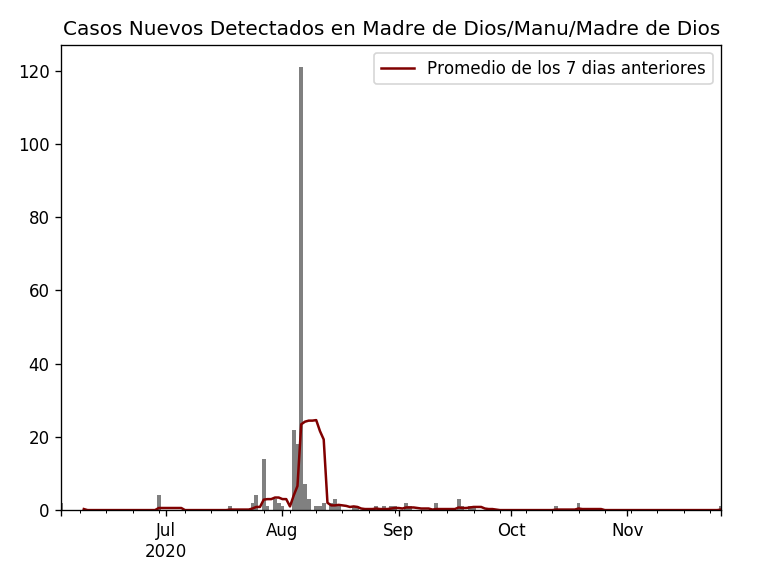 Casos Nuevos Detectados en Madre de Dios/Manu/Madre de Dios
Promedio de los 7 dias anteriores
120
100
80
60
40
20
0
Jul Aug Sep Oct Nov
2020